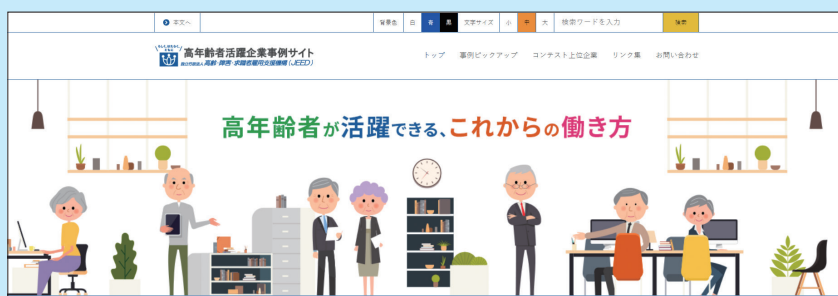 本文へ
背景色 白 青 黒 文字サイズ 小 中 大 検索ワードを入力 検索
高年齢者活躍企業事例サイト
独立行政法人 高齢・障害・求職者雇用支援機構（JEED）
トップ 事例ピックアップ コンテスト上位企業 リンク集 お問い合わせ
高年齢者が活躍できる、これからの働き方